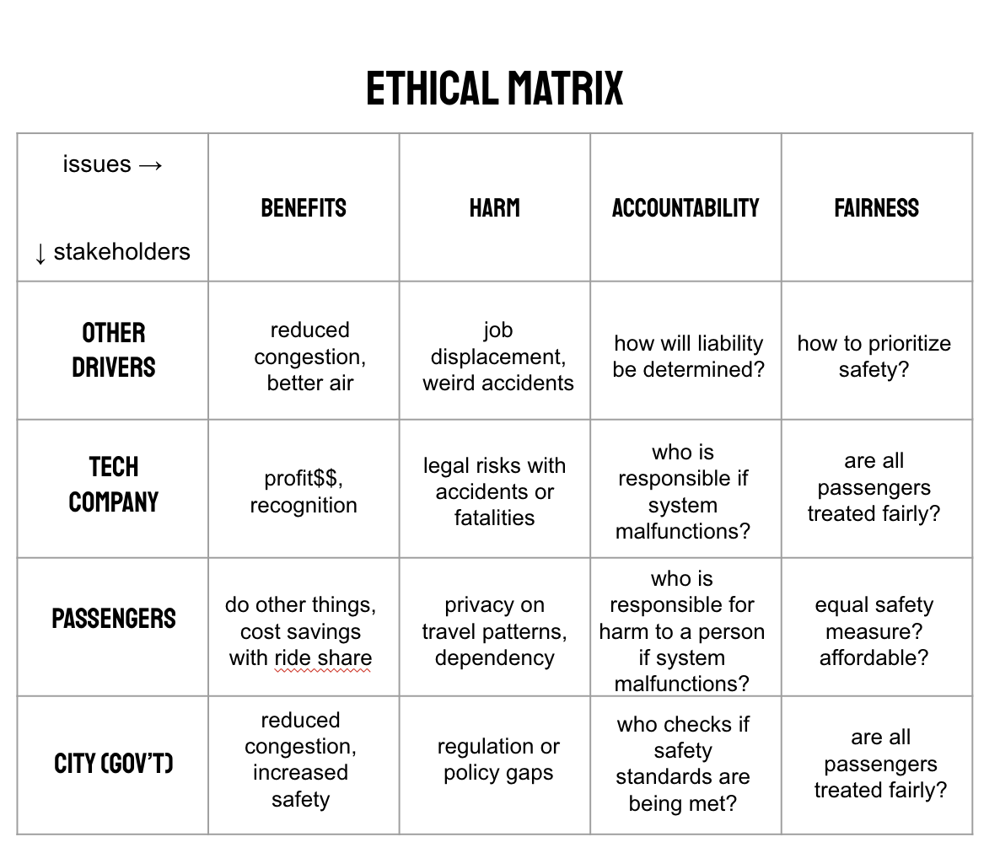 ETHICAL MATRIX
issues →
↓ stakeholders
BENEFITS
HARM
ACCOUNTABILITY
FAIRNESS
OTHER
DRIVERS
reduced
congestion,
better air
job
displacement,
weird accidents
how will liability
be determined?
how to prioritize
safety?
TECH
COMPANY
profit$$,
recognition
legal risks with
accidents or
fatalities
who is
responsible if
system
malfunctions?
are all
passengers
treated fairly?
PASSENGERS
do other things,
cost savings
with ride share
privacy on
travel patterns,
dependency
who is
responsible for
harm to a person
if system
malfunctions?
equal safety
measure?
affordable?
CITY (GOV'T)
reduced
congestion,
increased
safety
regulation or
policy gaps
who checks if
safety
standards are
being met?
are all
passengers
treated fairly?